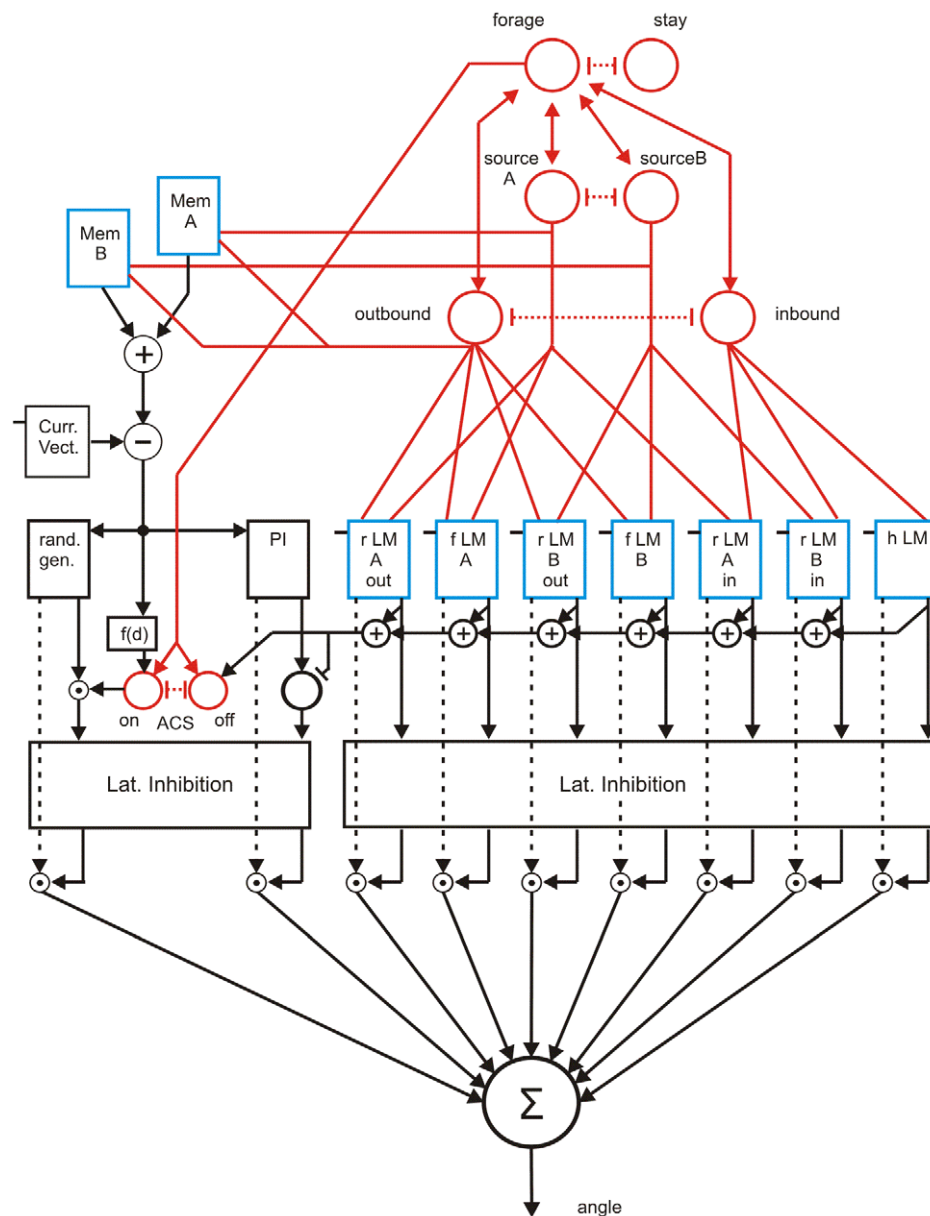 forage
stay
source
A
sourceB
Mem
A
Mem
B
outbound
inbound
+
Curr.
Vect.
−
rand.
gen.
PI
r LM
A
out
f LM
A
r LM
B
out
f LM
B
r LM
A
in
r LM
B
in
h LM
f(d)
+ + + + + +
on ACS off
Lat. Inhibition
Lat. Inhibition
Σ
angle